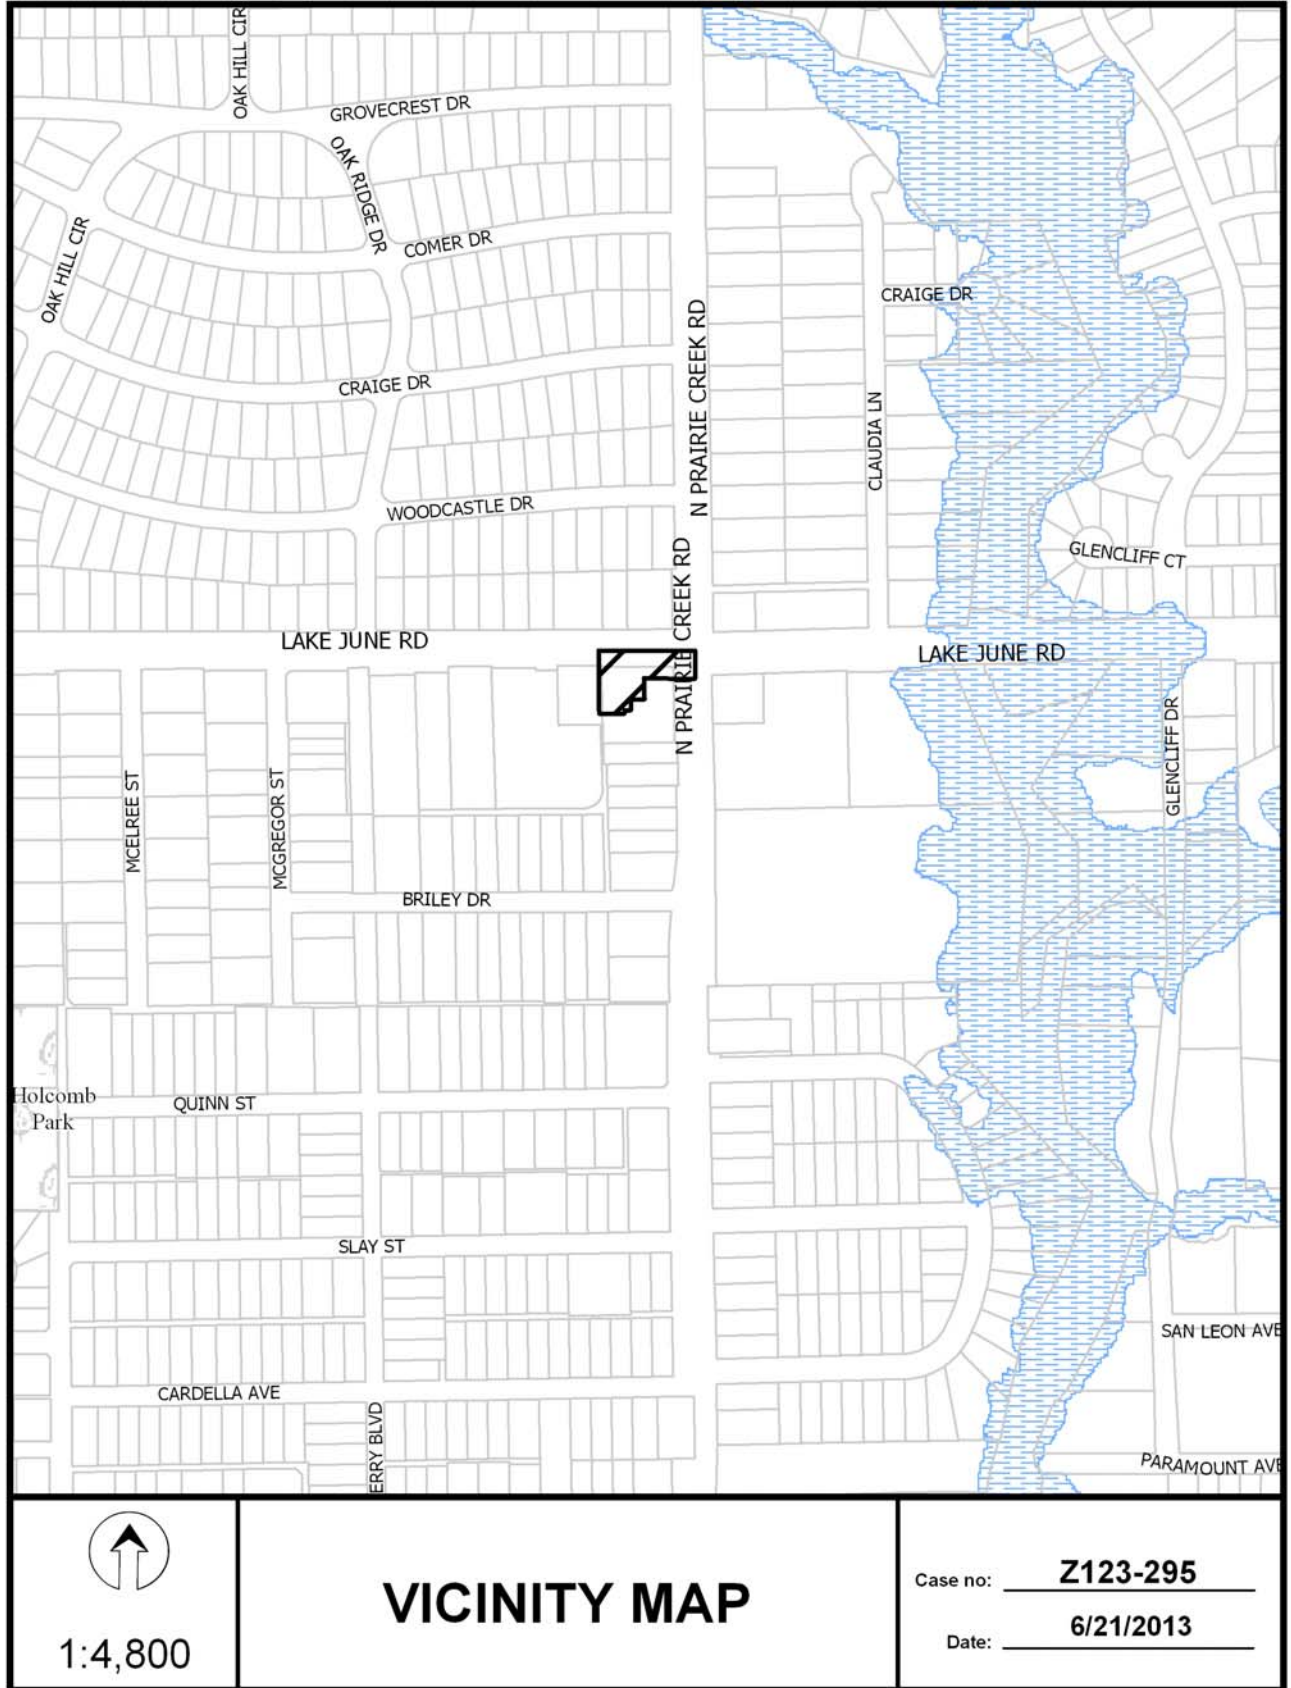 OAK HILL CIR
GROVECREST DR
OAK RIDGE DR
COMER DR
OAK HILL CIR
CRAIGE DR
N PRAIRIE CREEK RD
CRAIGE DR
CLAUDIA LN
WOODCASTLE DR
GLENCLIFF CT
N PRAIRIE CREEK RD
LAKE JUNE RD
LAKE JUNE RD
GLENCLIFF DR
MCELREE ST
MCGREGOR ST
BRILEY DR
Holcomb
Park
QUINN ST
SLAY ST
SAN LEON AVE
CARDELLA AVE
ERRY BLVD
PARAMOUNT AVE
1:4,800
VICINITY MAP
Case no: Z123-295
Date: 6/21/2013